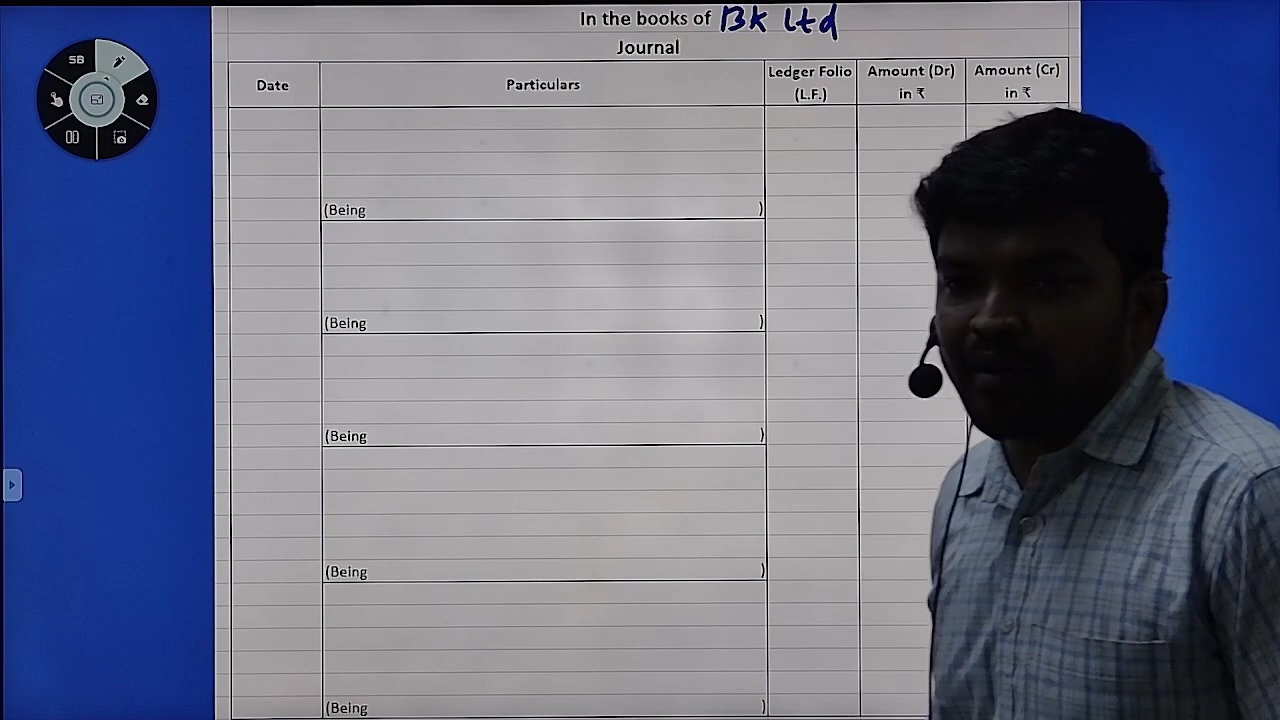 In the books of BK Ltd
Journal
SB
Date Particulars Ledger Folio (L.F.) Amount (Dr) in ₹ Amount (Cr) in ₹
(Being )
(Being )
(Being )
(Being )
(Being )